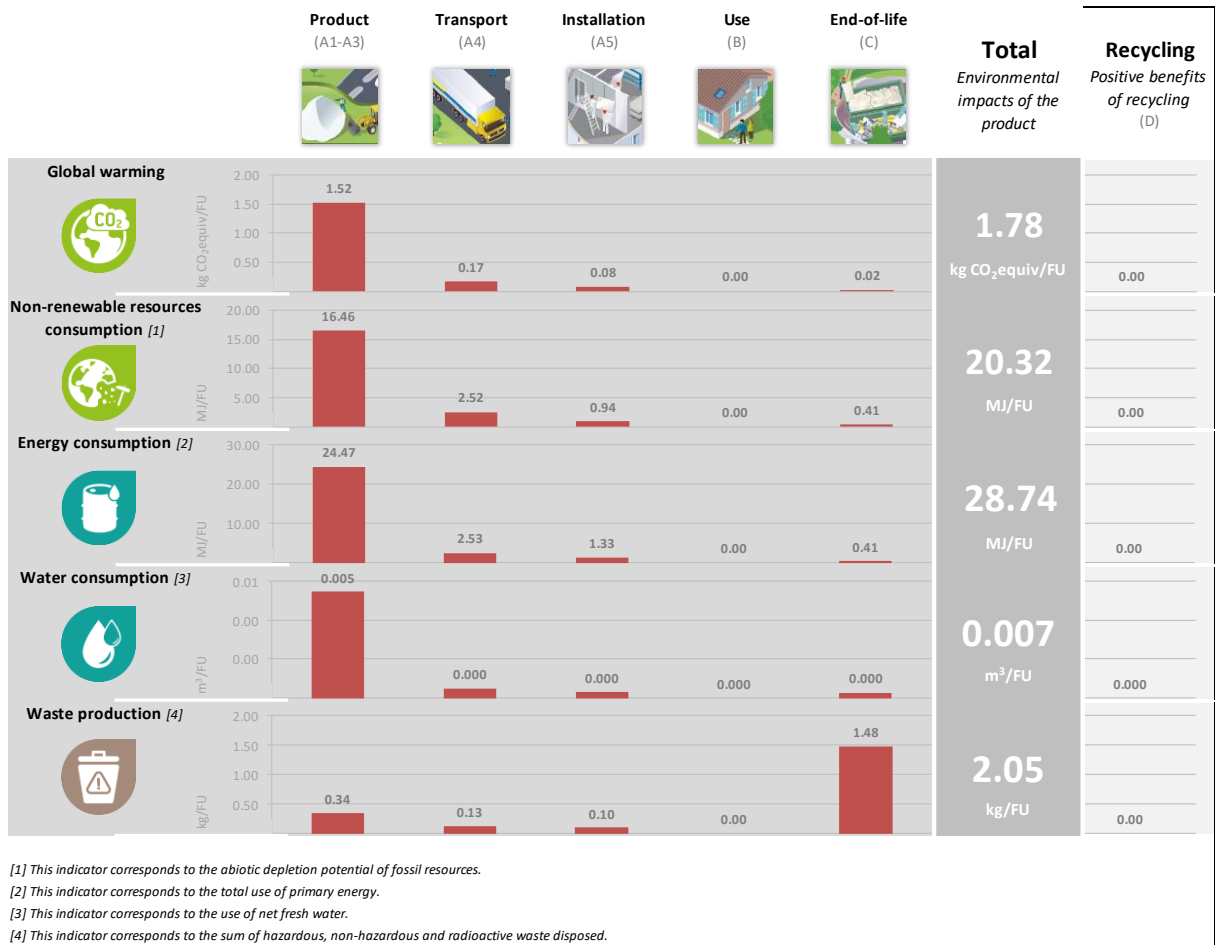 Product
(A1-A3)
Transport
(A4)
Installation
(A5)
Use
(B)
End-of-life
(C)
Total
Environmental
impacts of the
product
Recycling
Positive benefits
of recycling
(D)
Global warming
CO2
kg CO2equiv/FU
2.00
1.50
1.00
0.50
1.52
0.17
0.08
0.00
0.02
1.78
kg CO2equiv/FU
0.00
Non-renewable resources
consumption [1]
MJ/FU
20.00
15.00
10.00
5.00
16.46
2.52
0.94
0.00
0.41
20.32
MJ/FU
0.00
Energy consumption [2]
MJ/FU
30.00
20.00
10.00
24.47
2.53
1.33
0.00
0.41
28.74
MJ/FU
0.00
Water consumption [3]
m³/FU
0.01
0.00
0.00
0.005
0.000
0.000
0.000
0.000
0.007
m³/FU
0.000
Waste production [4]
kg/FU
2.00
1.50
1.00
0.50
0.34
0.13
0.10
0.00
1.48
2.05
kg/FU
0.00
[1] This indicator corresponds to the abiotic depletion potential of fossil resources.
[2] This indicator corresponds to the total use of primary energy.
[3] This indicator corresponds to the use of net fresh water.
[4] This indicator corresponds to the sum of hazardous, non-hazardous and radioactive waste disposed.